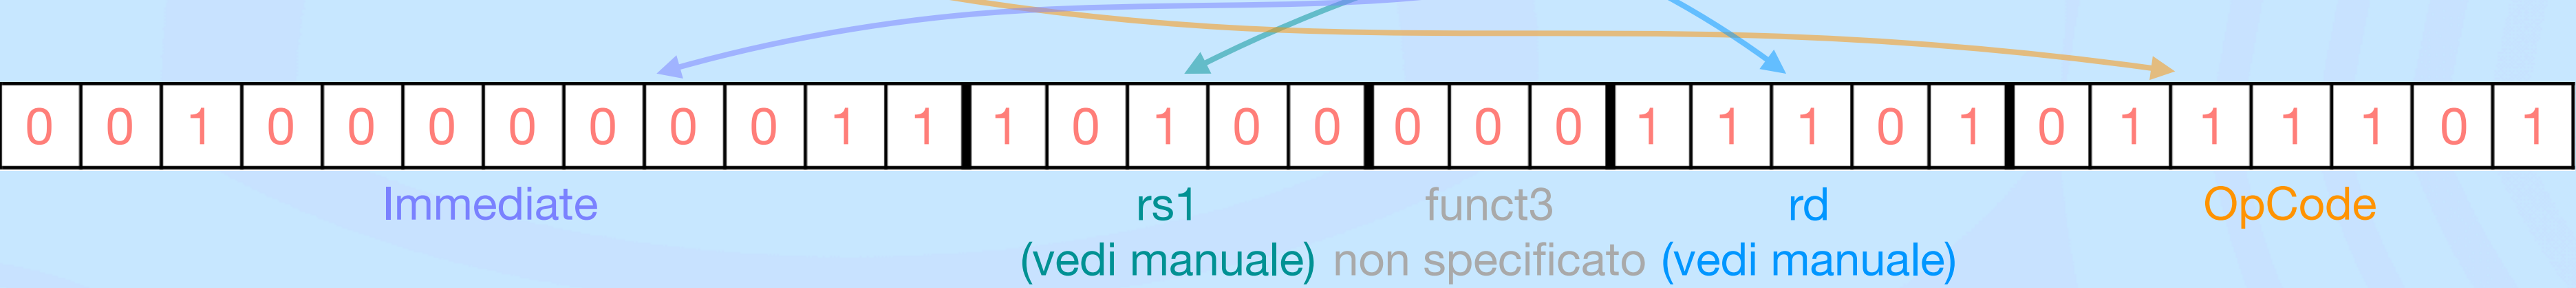 0 0 1 0 0 0 0 0 0 0 1 1 1 0 1 0 0 0 0 0 1 1 1 0 1 0 1 1 1 1 0 1
Immediate rs1 funct3 rd OpCode
(vedi manuale) non specificato (vedi manuale)